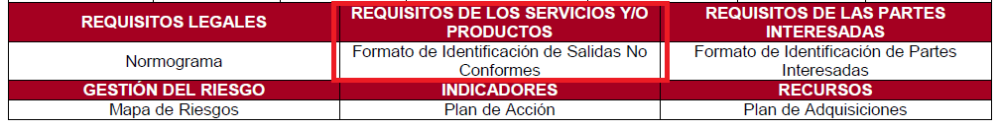 REQUISITOS LEGALES
REQUISITOS DE LOS SERVICIOS Y/O
PRODUCTOS
REQUISITOS DE LAS PARTES
INTERESADAS
Normograma
Formato de Identificación de Salidas No
Conformes
Formato de Identificación de Partes
Interesadas
GESTIÓN DEL RIESGO
INDICADORES
RECURSOS
Mapa de Riesgos
Plan de Acción
Plan de Adquisiciones